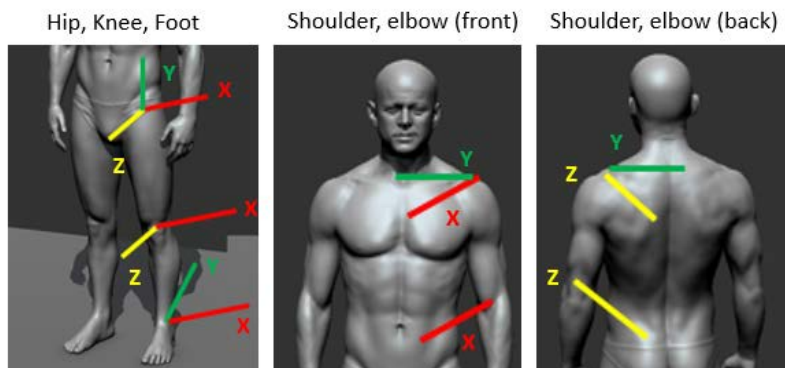 Hip, Knee, Foot
Shoulder, elbow (front)
Shoulder, elbow (back)
Y
X
Z
X
Z
Y
X
Y
X
X
Y
Z
Z